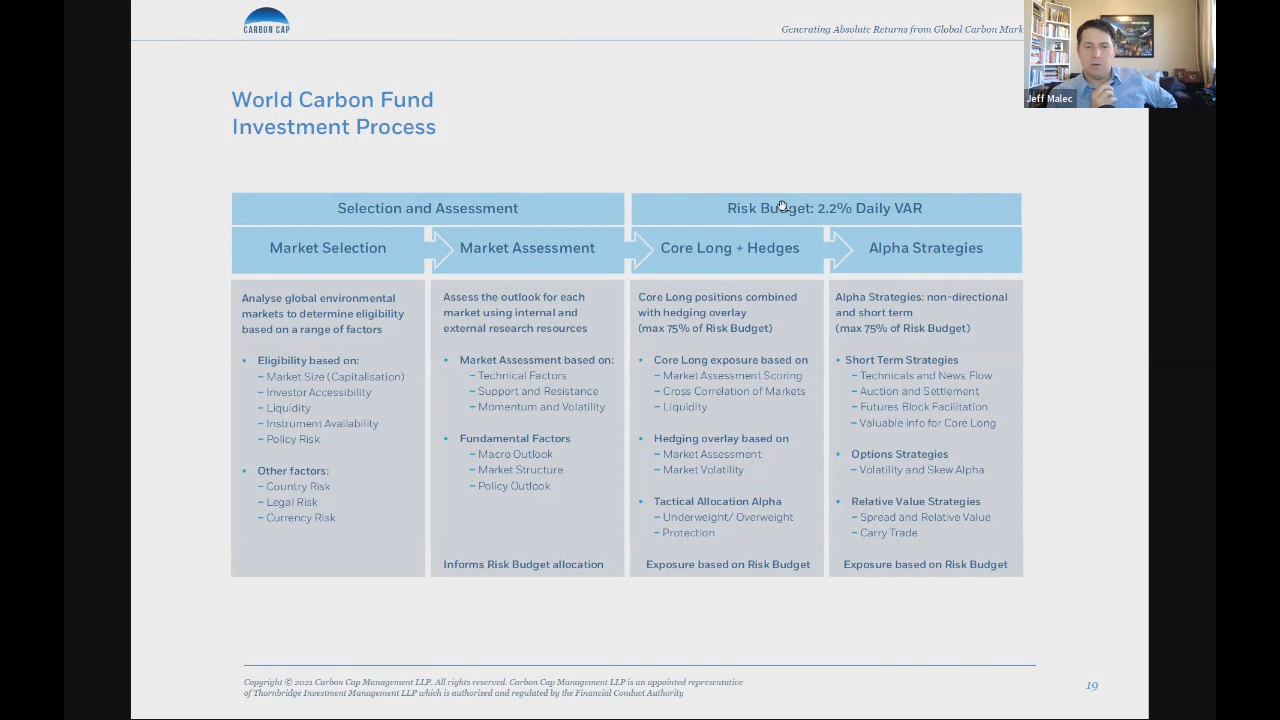 CARBON CAP
Generating Absolute Returns from Global Carbon
Jeff Malec
World Carbon Fund
Investment Process
Selection and Assessment
Risk Budget: 2.2% Daily VAR
Market Selection
Market Assessment
Core Long + Hedges
Alpha Strategies
Analyse global environmental
markets to determine eligibility
based on a range of factors
• Eligibility based on:
– Market Size (Capitalisation)
– Investor Accessibility
– Liquidity
– Instrument Availability
– Policy Risk
• Other factors:
– Country Risk
– Legal Risk
– Currency Risk
Assess the outlook for each
market using internal and
external research resources
• Market Assessment based on:
– Technical Factors
– Support and Resistance
– Momentum and Volatility
• Fundamental Factors
– Macro Outlook
– Market Structure
– Policy Outlook
Informs Risk Budget allocation
Core Long positions combined
with hedging overlay
(max 75% of Risk Budget)
• Core Long exposure based on
– Market Assessment Scoring
– Cross Correlation of Markets
– Liquidity
• Hedging overlay based on
– Market Assessment
– Market Volatility
• Tactical Allocation Alpha
– Underweight/ Overweight
– Protection
Exposure based on Risk Budget
Alpha Strategies: non-directional
and short term
(max 75% of Risk Budget)
• Short Term Strategies
– Technicals and News Flow
– Auction and Settlement
– Futures Block Facilitation
– Valuable info for Core Long
• Options Strategies
– Volatility and Skew Alpha
• Relative Value Strategies
– Spread and Relative Value
– Carry Trade
Exposure based on Risk Budget
Copyright © 2021 Carbon Cap Management LLP. All rights reserved. Carbon Cap Management LLP is an appointed representative
of Thornbridge Investment Management LLP which is authorised and regulated by the Financial Conduct Authority
19